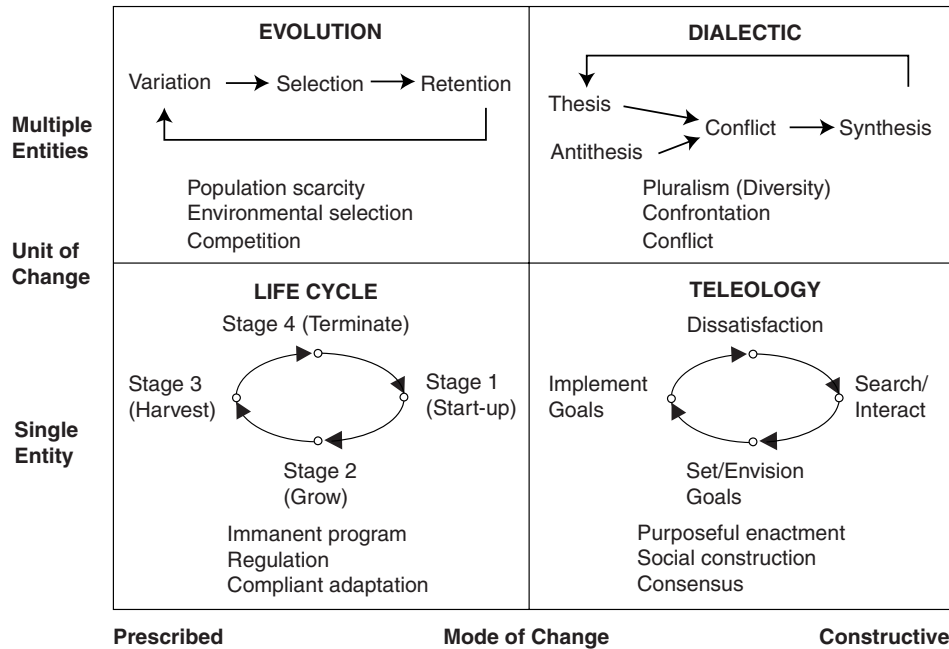 EVOLUTION
Variation Selection Retention
Population scarcity
Environmental selection
Competition
DIALECTIC
Thesis
Antithesis
Conflict
Synthesis
Pluralism (Diversity)
Confrontation
Conflict
Multiple
Entities
Unit of
Change
Single
Entity
LIFE CYCLE
Stage 4 (Terminate)
Stage 3
(Harvest)
Stage 1
(Start-up)
Stage 2
(Grow)
Immanent program
Regulation
Compliant adaptation
TELEOLOGY
Dissatisfaction
Implement
Goals
Search/
Interact
Set/Envision
Goals
Purposeful enactment
Social construction
Consensus
Prescribed Mode of Change Constructive